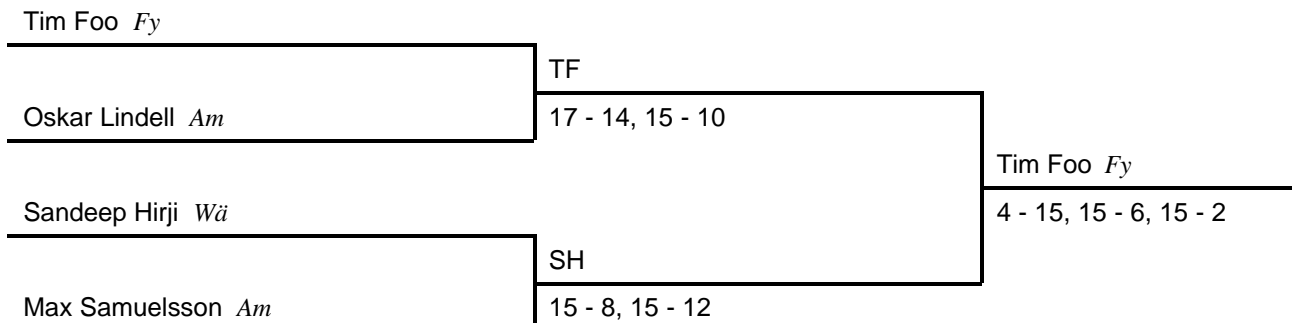 Tim Foo Fy
TF
Oskar Lindell Am
17 - 14, 15 - 10
Tim Foo Fy
Sandeep Hirji Wä
4 - 15, 15 - 6, 15 - 2
SH
Max Samuelsson Am
15 - 8, 15 - 12